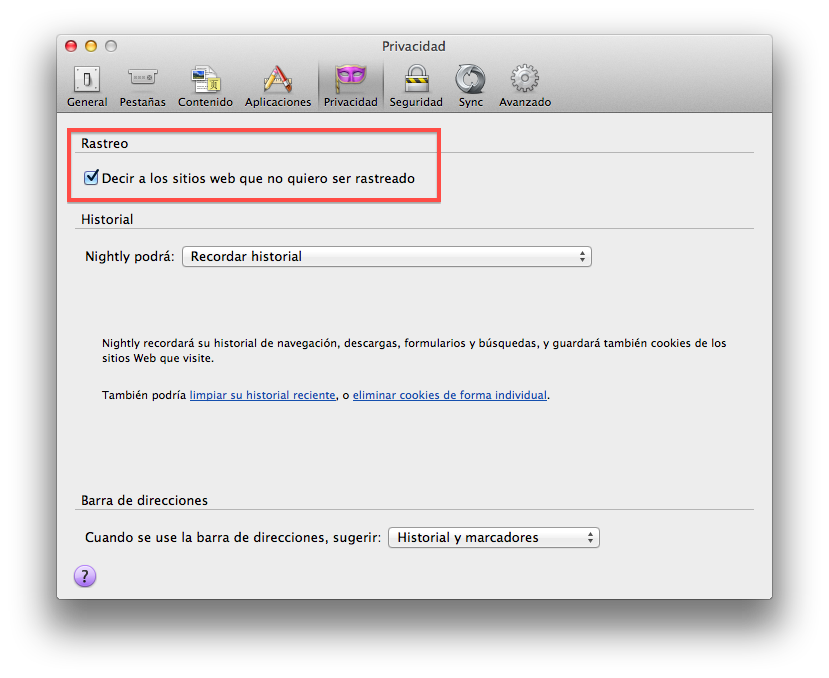 Privacidad
General Pestañas Contenido Aplicaciones Privacidad Seguridad Sync Avanzado
Rastreo
Decir a los sitios web que no quiero ser rastreado
Historial
Nightly podrá: Recordar historial
Nightly recordará su historial de navegación, descargas, formularios y búsquedas, y guardará también cookies de los
sitios Web que visite.
También podría limpiar su historial reciente, o eliminar cookies de forma individual.
Barra de direcciones
Cuando se use la barra de direcciones, sugerir: Historial y marcadores
?